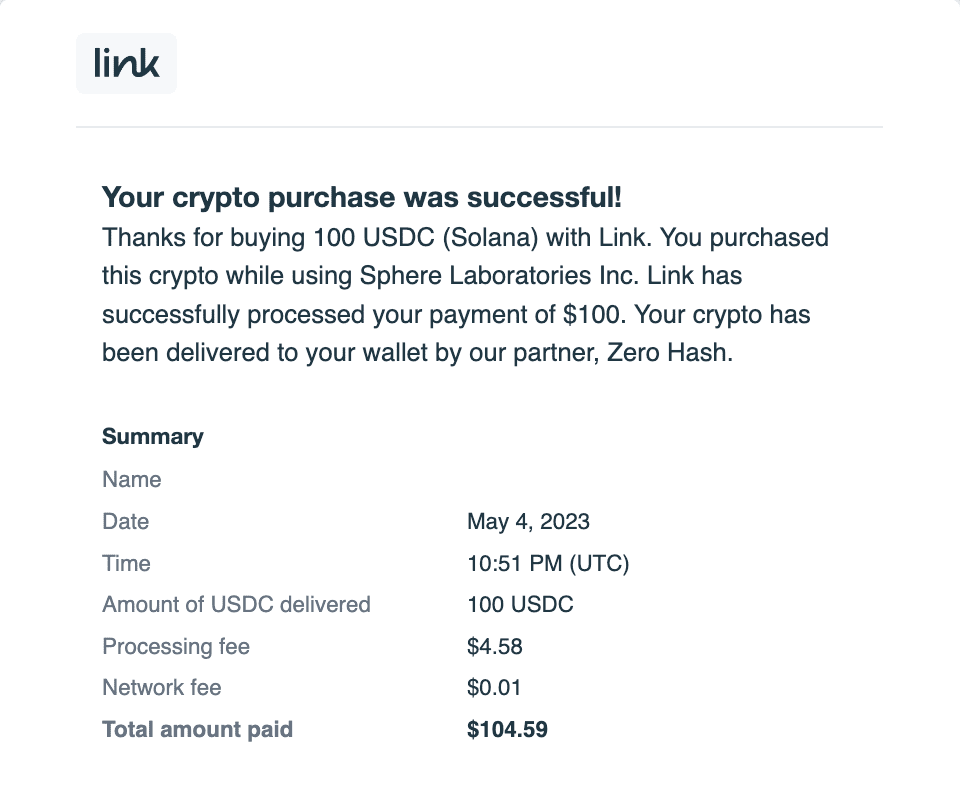 link
Your crypto purchase was successful!
Thanks for buying 100 USDC (Solana) with Link. You purchased
this crypto while using Sphere Laboratories Inc. Link has
successfully processed your payment of $100. Your crypto has
been delivered to your wallet by our partner, Zero Hash.
Summary
Name
Date May 4, 2023
Time 10:51 PM (UTC)
Amount of USDC delivered 100 USDC
Processing fee $4.58
Network fee $0.01
Total amount paid $104.59